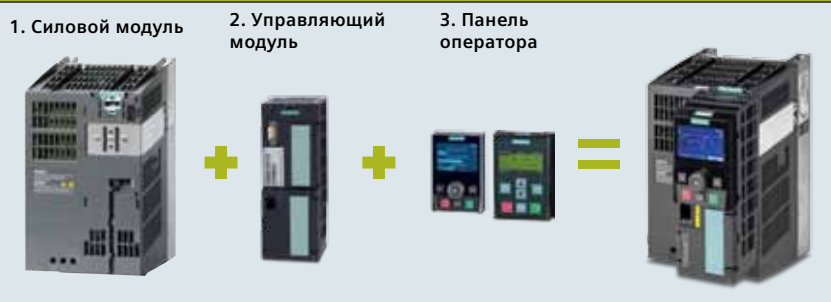 1. Силовой модуль
2. Управляющий
модуль
3. Панель
оператора